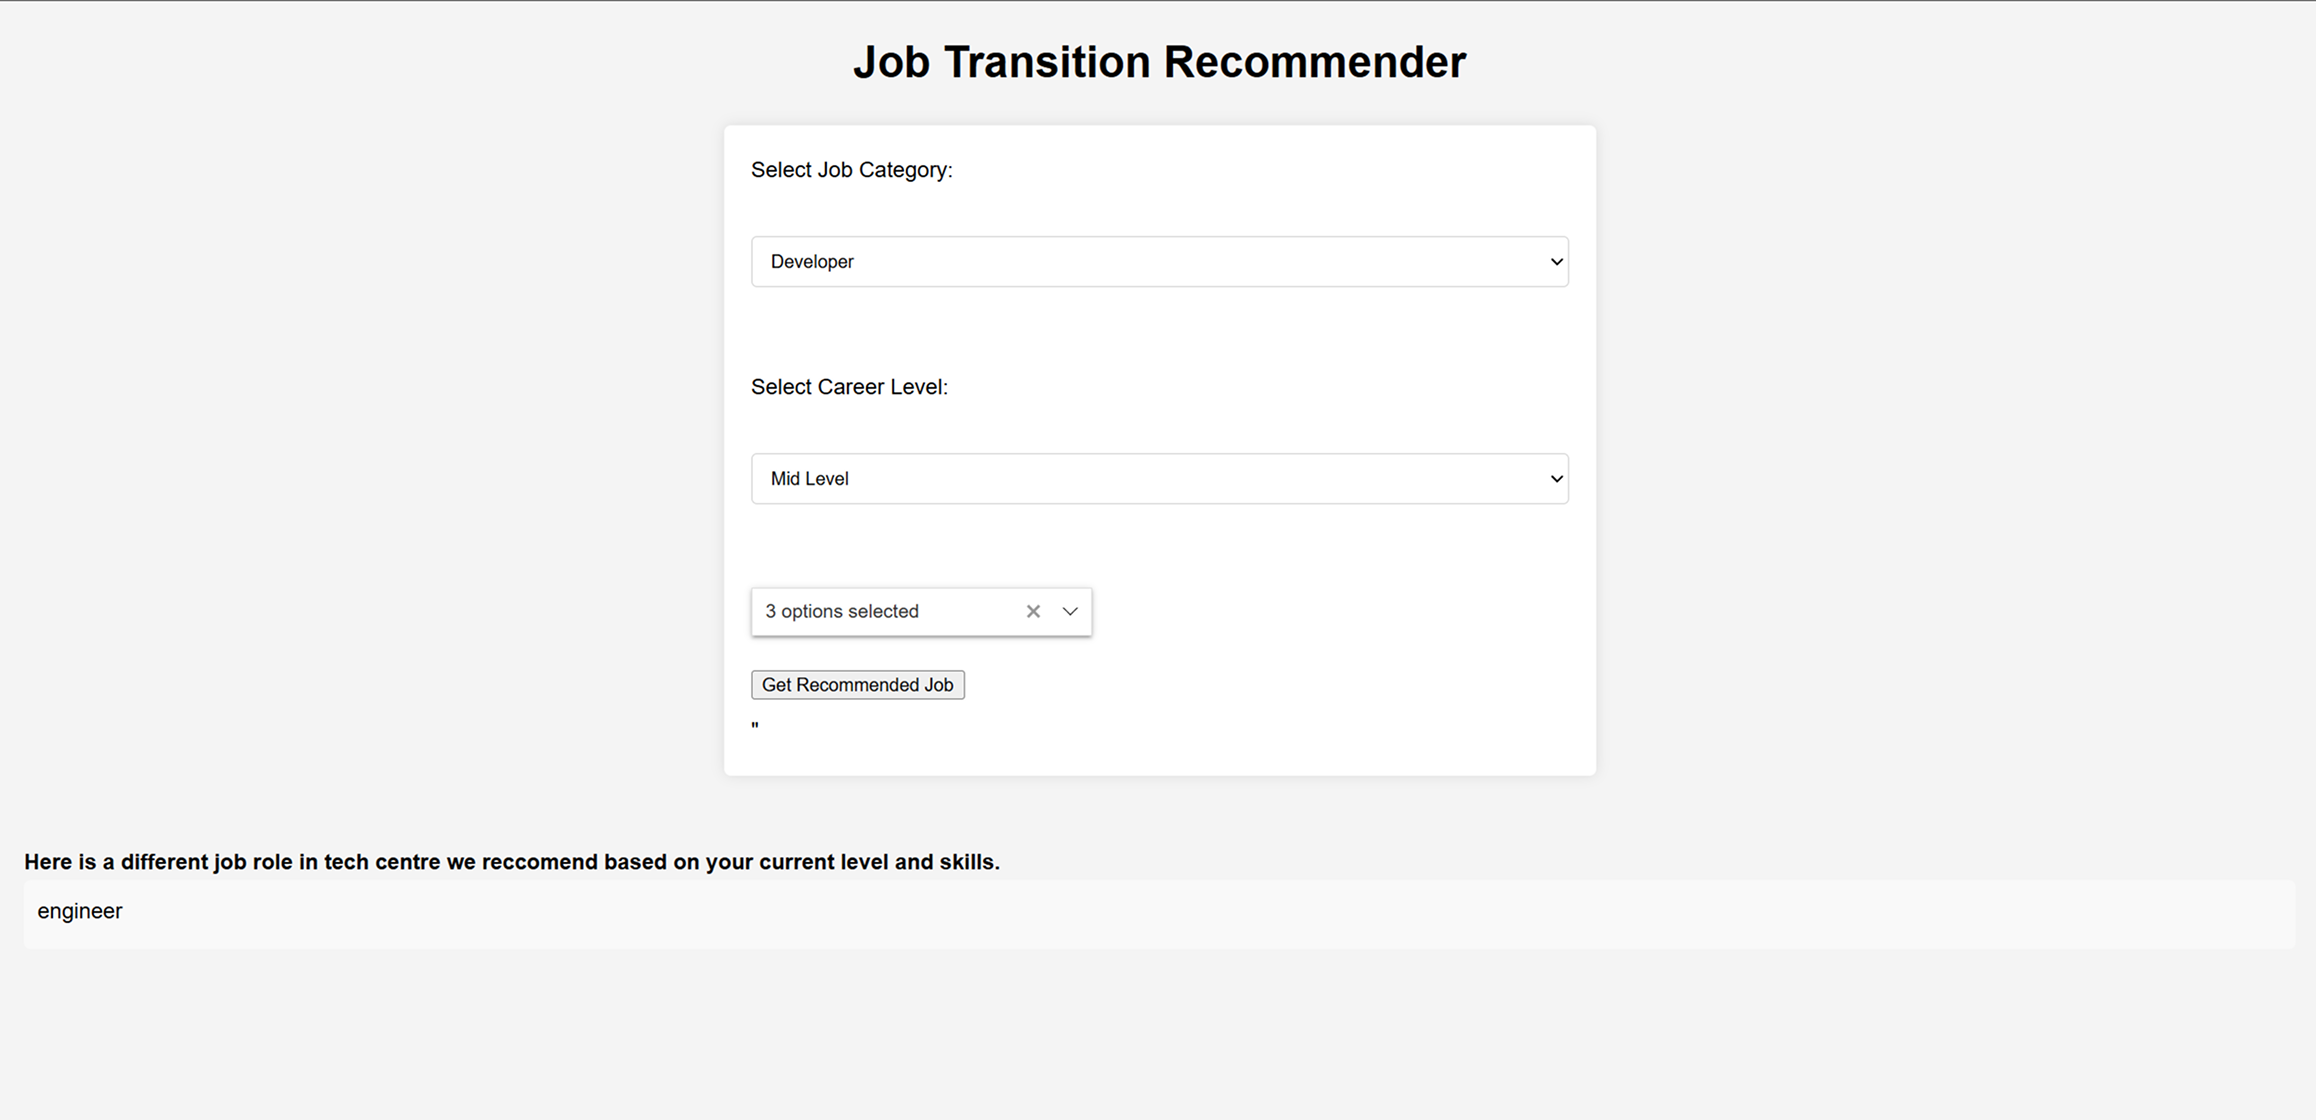 Job Transition Recommender
Select Job Category:
Developer
Select Career Level:
Mid Level
3 options selected
Get Recommended Job
"
Here is a different job role in tech centre we reccomend based on your current level and skills.
engineer